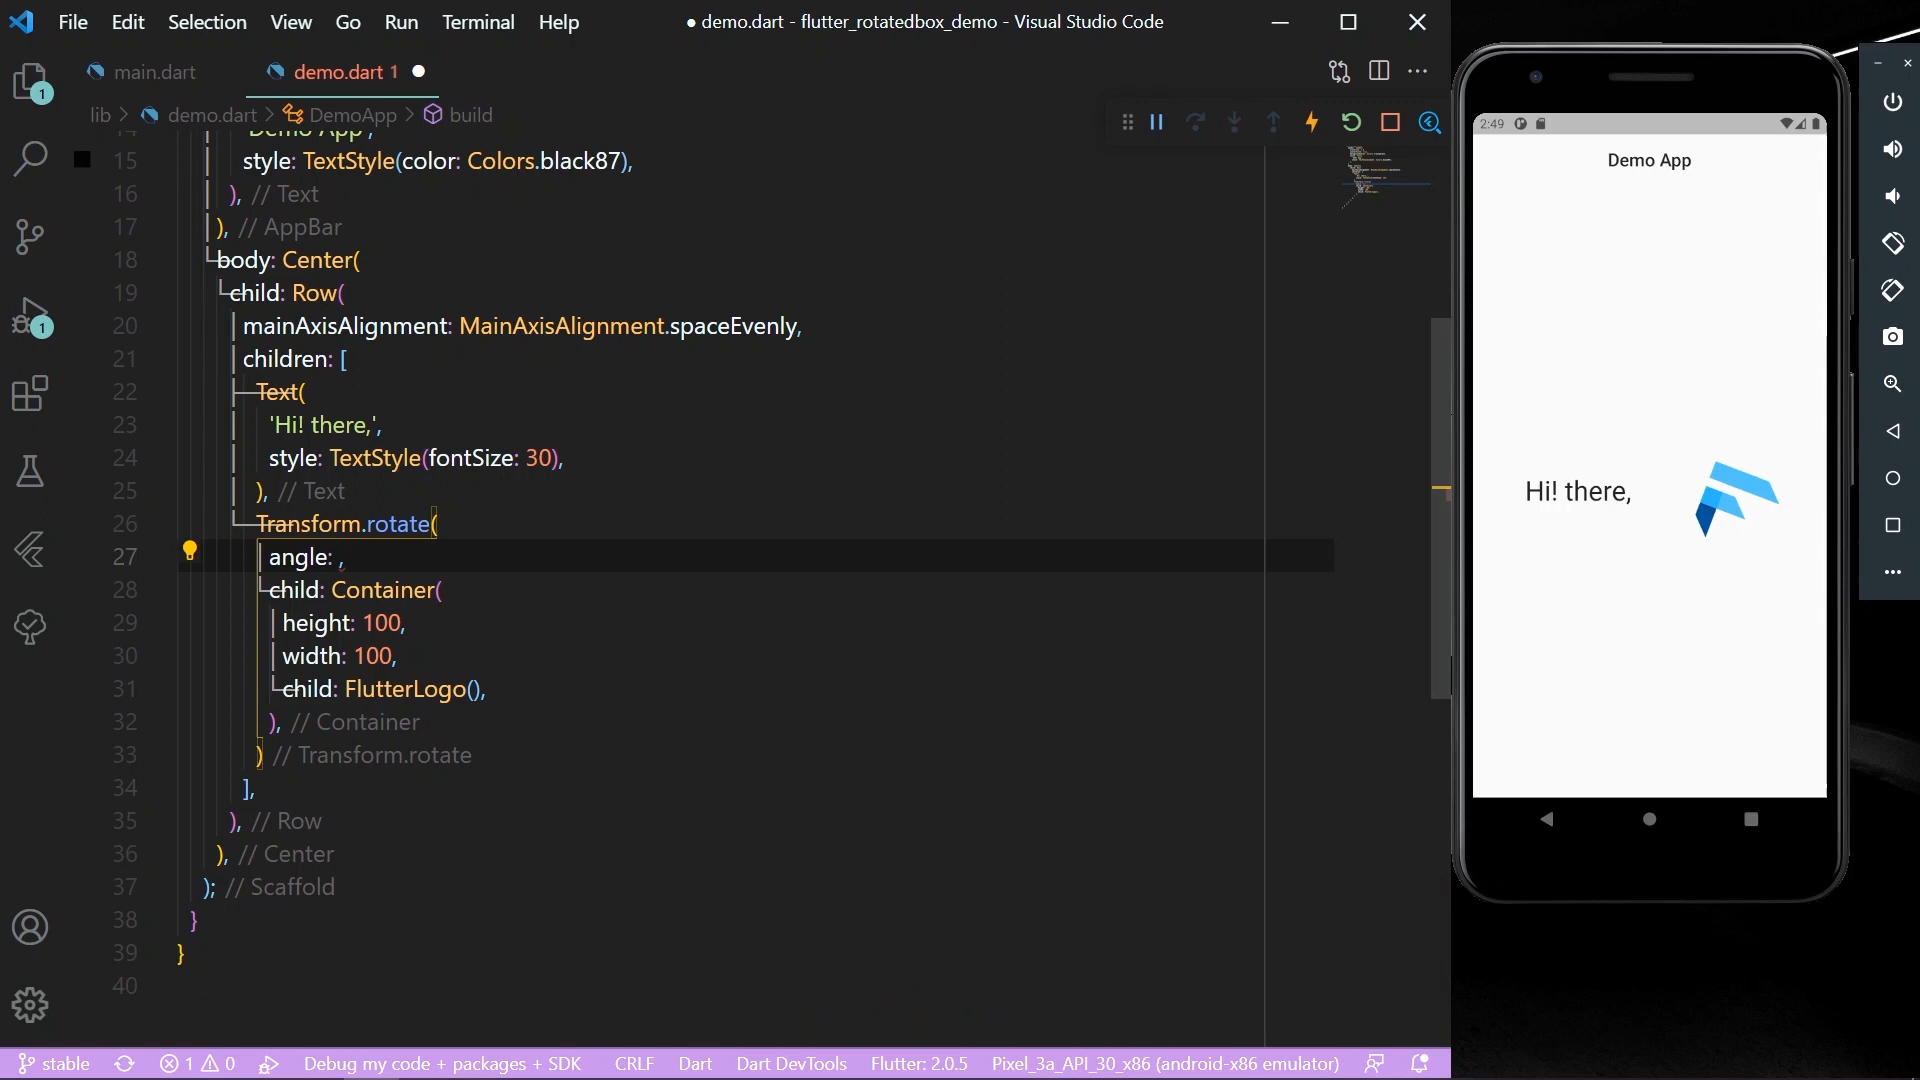 File Edit Selection View Go Run Terminal Help
● demo.dart - flutter_rotatedbox_demo - Visual Studio Code
main.dart
demo.dart 1
lib > demo.dart > DemoApp > build
14 'Demo App',
15 style: TextStyle(color: Colors.black87),
16 ), // Text
17 ), // AppBar
18 body: Center(
19 child: Row(
20 mainAxisAlignment: MainAxisAlignment.spaceEvenly,
21 children: [
22 Text(
23 'Hi! there,',
24 style: TextStyle(fontSize: 30),
25 ), // Text
26 Transform.rotate(
27 angle: ,
28 child: Container(
29 height: 100,
30 width: 100,
31 child: FlutterLogo(),
32 ), // Container
33 ) // Transform.rotate
34 ],
35 ), // Row
36 ), // Center
37 ); // Scaffold
38 }
39 }
40
1
1
stable
1 0
Debug my code + packages + SDK
CRLF
Dart
Dart DevTools
Flutter: 2.0.5
Pixel_3a_API_30_x86 (android-x86 emulator)
2:49
Demo App
Hi! there,